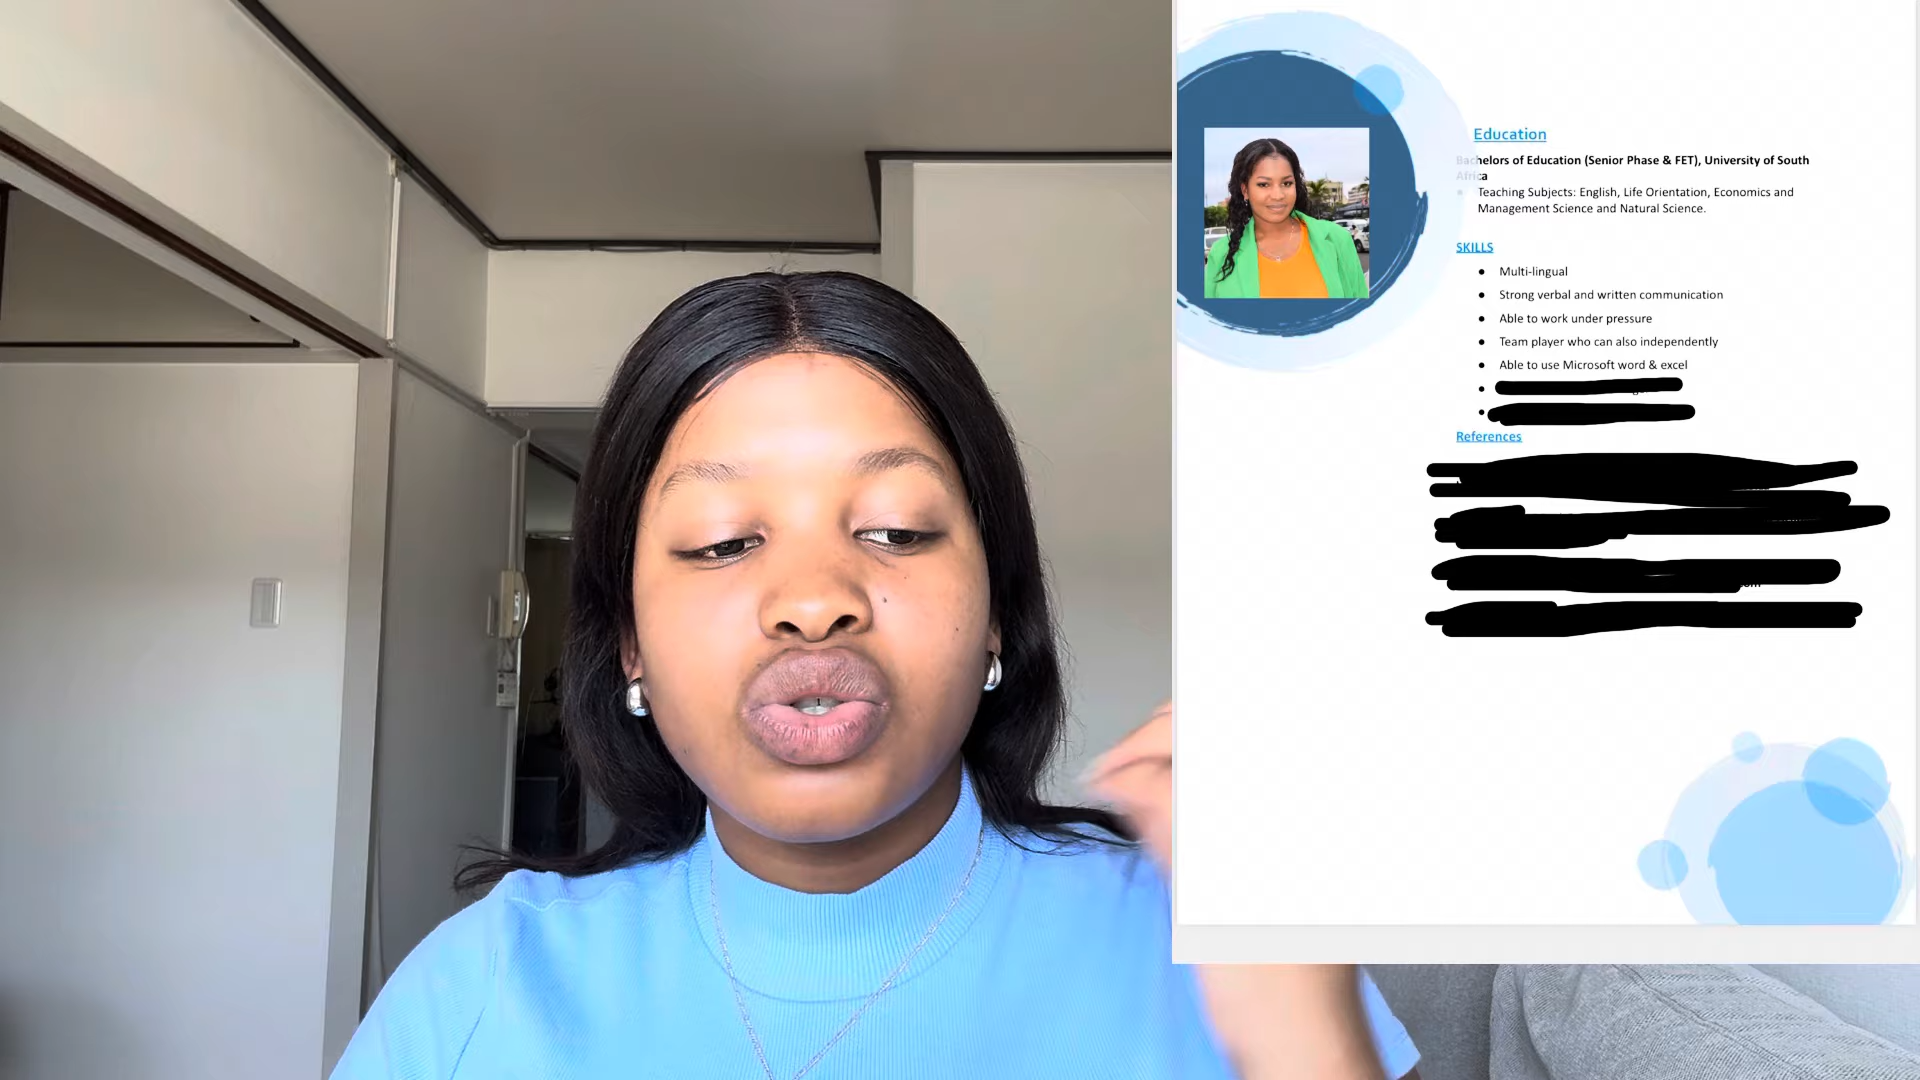 Education
Bachelors of Education (Senior Phase & FET), University of South
Africa
Teaching Subjects: English, Life Orientation, Economics and
Management Science and Natural Science.
SKILLS
● Multi-lingual
● Strong verbal and written communication
● Able to work under pressure
● Team player who can also independently
● Able to use Microsoft word & excel
References